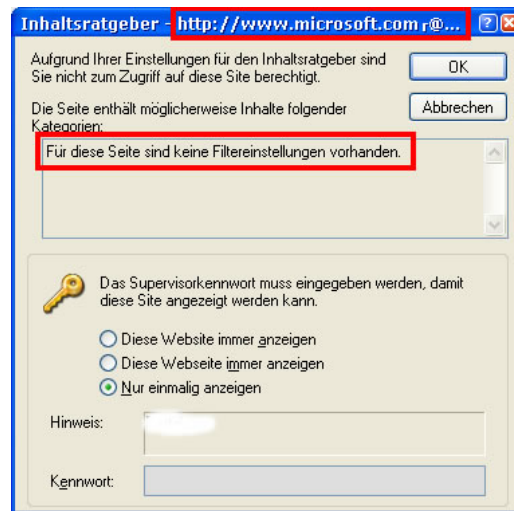 Inhaltsratgeber - http://www.microsoft.com┌@...
Aufgrund Ihrer Einstellungen für den Inhaltsratgeber sind
Sie nicht zum Zugriff auf diese Site berechtigt.
OK
Die Seite enthält möglicherweise Inhalte folgender
Kategorien:
Abbrechen
Für diese Seite sind keine Filtereinstellungen vorhanden.
Das Supervisorkennwort muss eingegeben werden, damit
diese Site angezeigt werden kann.
Diese Website immer anzeigen
Diese Webseite immer anzeigen
Nur einmalig anzeigen
Hinweis:
Kennwort: